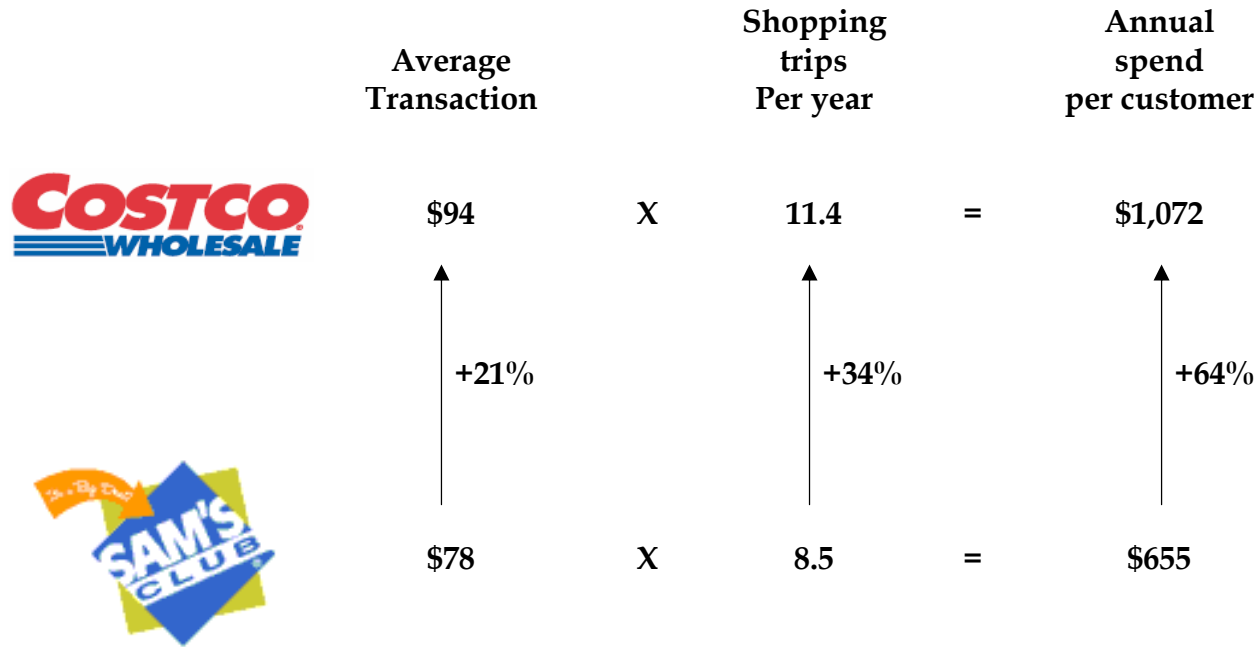 Average
Transaction
Shopping
trips
Per year
Annual
spend
per customer
COSTCO
WHOLESALE
$94 X 11.4 = $1,072
+21% +34% +64%
SAM'S
CLUB
$78 X 8.5 = $655